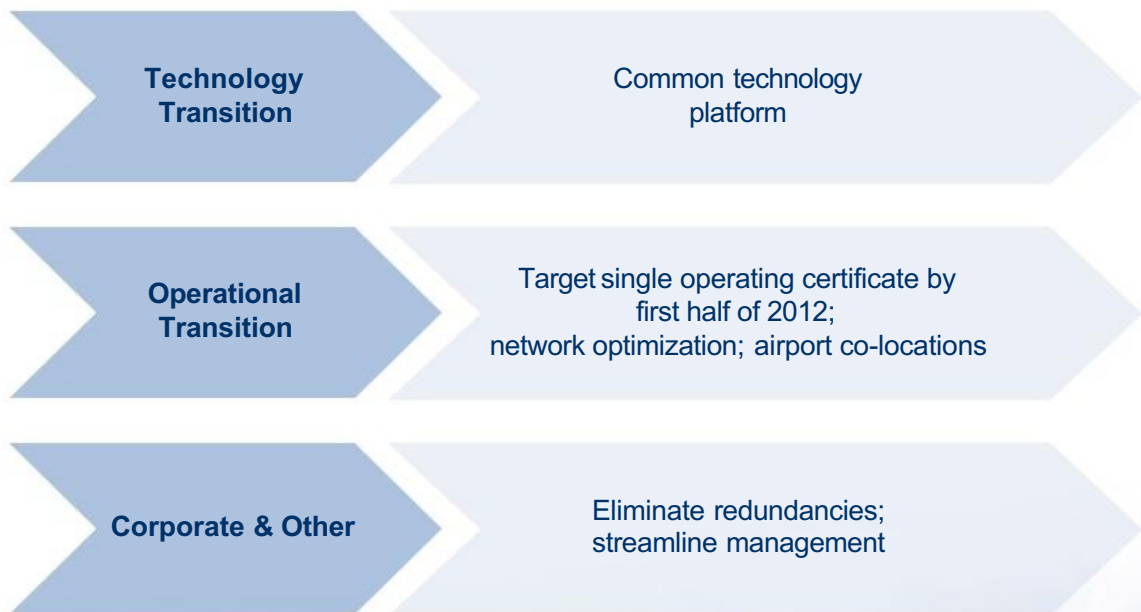 Technology
Transition
Common technology
platform
Operational
Transition
Target single operating certificate by
first half of 2012;
network optimization; airport co-locations
Corporate & Other
Eliminate redundancies;
streamline management